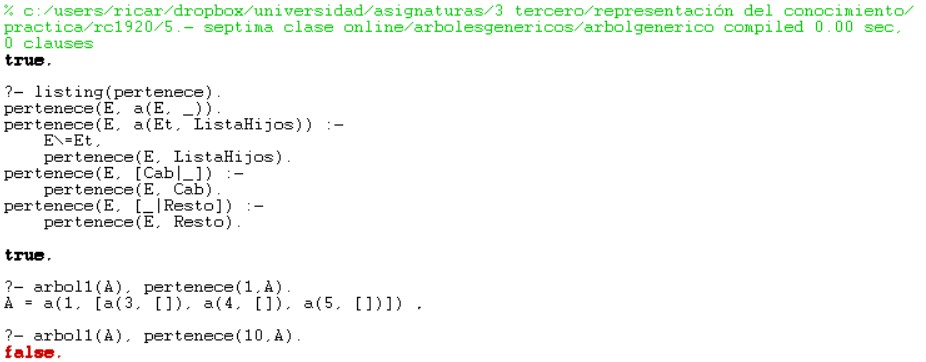 % c:/users/ricar/dropbox/universidad/asignaturas/3 tercero/representación del conocimiento/
practica/rc1920/5.- septima clase online/arbolesgenericos/arbolgenerico compiled 0.00 sec,
0 clauses
true.
?- listing(pertenece).
pertenece(E, a(E, _)).
pertenece(E, a(Et, ListaHijos)) :-
    E\=Et,
    pertenece(E, ListaHijos).
pertenece(E, [Cab|_]) :-
    pertenece(E, Cab).
pertenece(E, [_|Resto]) :-
    pertenece(E, Resto).
true.
?- arbol1(A), pertenece(1,A).
A = a(1, [a(3, []), a(4, []), a(5, [])]) .
?- arbol1(A), pertenece(10,A).
false.